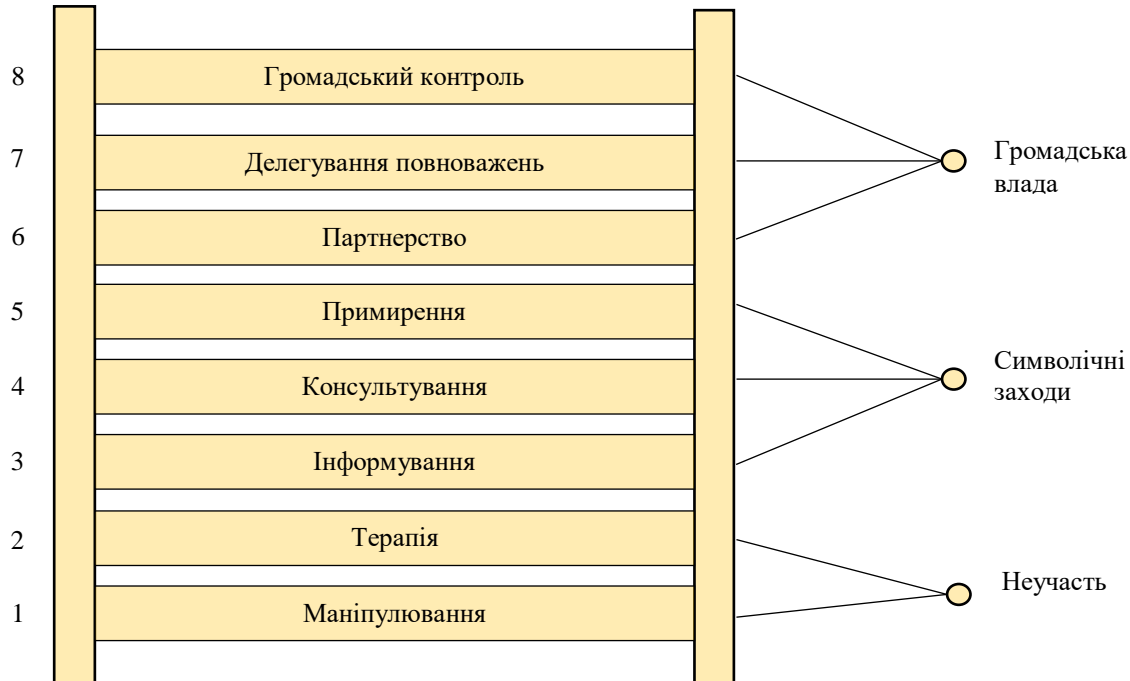 8 Громадський контроль
7 Делегування повноважень
Громадська
влада
6 Партнерство
5 Примирення
4 Консультування
Символічні
заходи
3 Інформування
2 Терапія
Неучасть
1 Маніпулювання